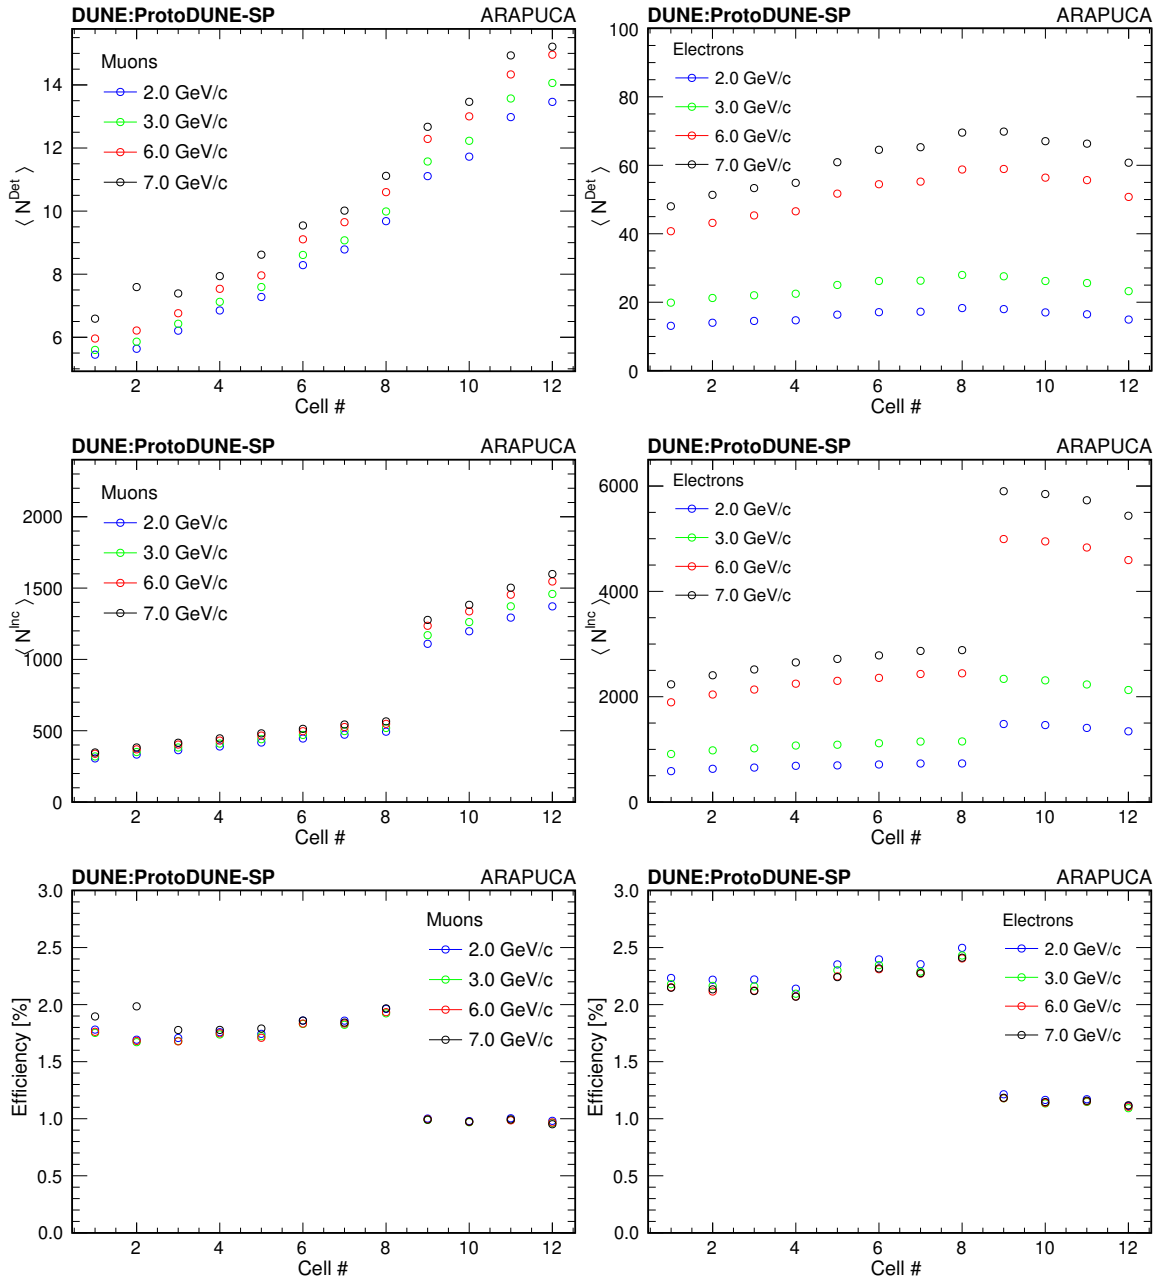 DUNE:ProtoDUNE-SP ARAPUCA
Muons
2.0 GeV/c
3.0 GeV/c
6.0 GeV/c
7.0 GeV/c
14
12
10
8
6
⟨ N^Det ⟩
2 4 6 8 10 12
Cell #
DUNE:ProtoDUNE-SP ARAPUCA
Electrons
2.0 GeV/c
3.0 GeV/c
6.0 GeV/c
7.0 GeV/c
100
80
60
40
20
0
⟨ N^Det ⟩
2 4 6 8 10 12
Cell #
DUNE:ProtoDUNE-SP ARAPUCA
Muons
2.0 GeV/c
3.0 GeV/c
6.0 GeV/c
7.0 GeV/c
2000
1500
1000
500
0
⟨ N^Inc ⟩
2 4 6 8 10 12
Cell #
DUNE:ProtoDUNE-SP ARAPUCA
Electrons
2.0 GeV/c
3.0 GeV/c
6.0 GeV/c
7.0 GeV/c
6000
4000
2000
0
⟨ N^Inc ⟩
2 4 6 8 10 12
Cell #
DUNE:ProtoDUNE-SP ARAPUCA
Muons
2.0 GeV/c
3.0 GeV/c
6.0 GeV/c
7.0 GeV/c
3.0
2.5
2.0
1.5
1.0
0.5
0.0
Efficiency [%]
2 4 6 8 10 12
Cell #
DUNE:ProtoDUNE-SP ARAPUCA
Electrons
2.0 GeV/c
3.0 GeV/c
6.0 GeV/c
7.0 GeV/c
3.0
2.5
2.0
1.5
1.0
0.5
0.0
Efficiency [%]
2 4 6 8 10 12
Cell #